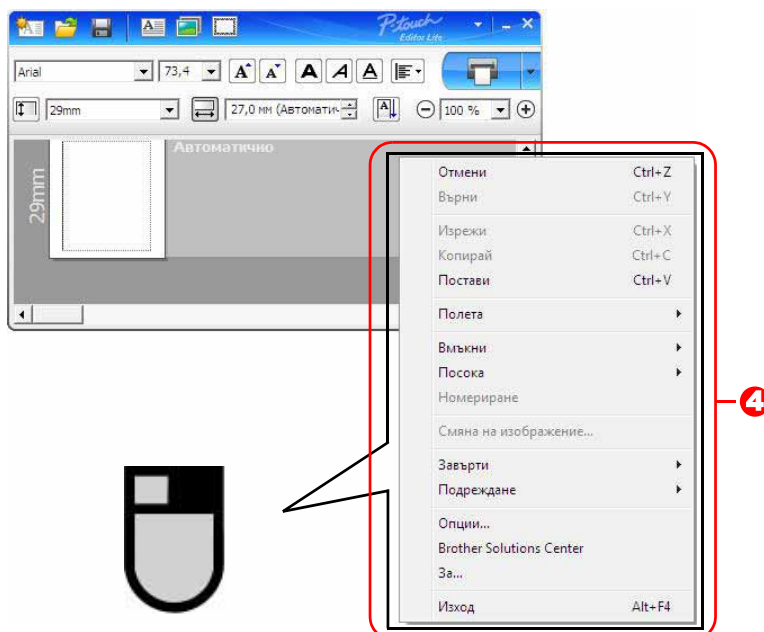 P-touch
Editor Lite
Arial 73,4
29mm 27,0 мм (Автоматич 100 %
Автоматично
29mm
Отмени Ctrl+Z
Върни Ctrl+Y
Изрежи Ctrl+X
Копирай Ctrl+C
Постави Ctrl+V
Полета
Вмъкни
Посока
Номериране
Смяна на изображение...
Завърти
Подреждане
Опции...
Brother Solutions Center
За...
Изход Alt+F4
4